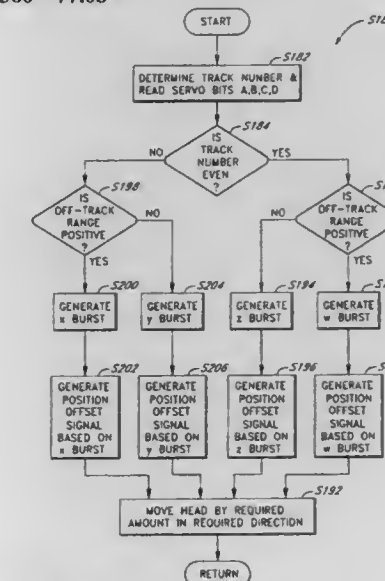 START
S182
DETERMINE TRACK NUMBER &
READ SERVO BITS A,B,C,D
S184
IS
TRACK
NUMBER
EVEN
?
NO
YES
S198
IS
OFF-TRACK
RANGE
POSITIVE
?
NO
YES
IS
OFF-TRACK
RANGE
POSITIVE
?
NO
YES
S200
GENERATE
x BURST
S204
GENERATE
y BURST
S194
GENERATE
z BURST
GENERATE
w BURST
S202
GENERATE
POSITION
OFFSET
SIGNAL
BASED ON
x BURST
S206
GENERATE
POSITION
OFFSET
SIGNAL
BASED ON
y BURST
S196
GENERATE
POSITION
OFFSET
SIGNAL
BASED ON
z BURST
GENERATE
POSITION
OFFSET
SIGNAL
BASED ON
w BURST
S192
MOVE HEAD BY REQUIRED
AMOUNT IN REQUIRED DIRECTION
RETURN